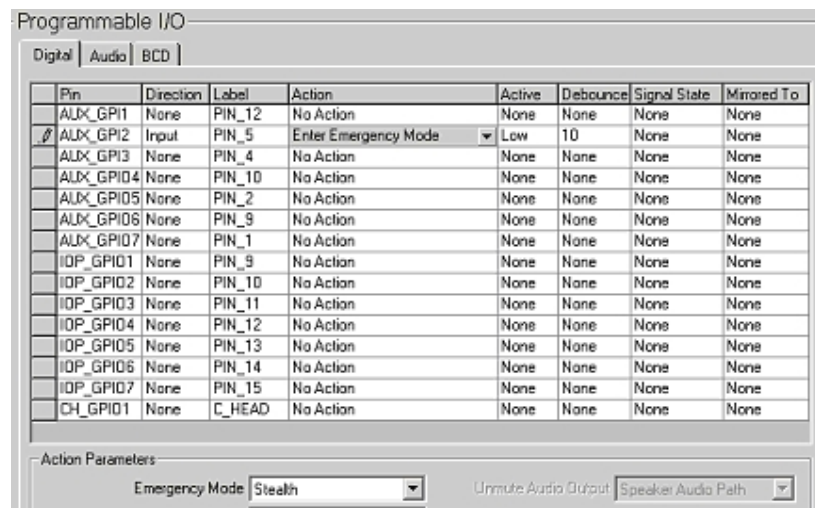 Programmable I/O
Digital Audio BCD
Pin Direction Label Action Active Debounce Signal State Mirrored To
AUX_GPI1 None PIN_12 No Action None None None None
AUX_GPI2 Input PIN_5 Enter Emergency Mode Low 10 None None
AUX_GPI3 None PIN_4 No Action None None None None
AUX_GPIO4 None PIN_10 No Action None None None None
AUX_GPIO5 None PIN_2 No Action None None None None
AUX_GPIO6 None PIN_9 No Action None None None None
AUX_GPIO7 None PIN_1 No Action None None None None
IOP_GPIO1 None PIN_9 No Action None None None None
IOP_GPIO2 None PIN_10 No Action None None None None
IOP_GPIO3 None PIN_11 No Action None None None None
IOP_GPIO4 None PIN_12 No Action None None None None
IOP_GPIO5 None PIN_13 No Action None None None None
IOP_GPIO6 None PIN_14 No Action None None None None
IOP_GPIO7 None PIN_15 No Action None None None None
CH_GPIO1 None C_HEAD No Action None None None None
Action Parameters
Emergency Mode Stealth Unmute Audio Output Speaker Audio Path